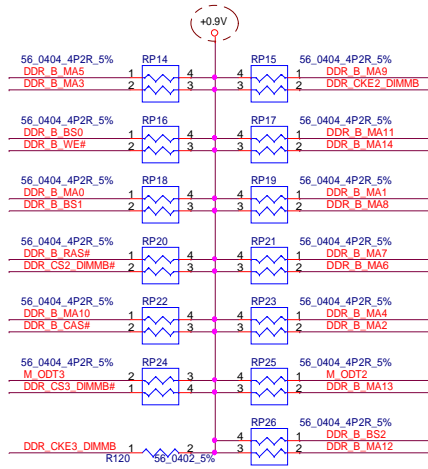 +0.9V
56_0404_4P2R_5% RP14 RP15 56_0404_4P2R_5%
DDR_B_MA5 1 4 4 1 DDR_B_MA9
DDR_B_MA3 2 3 3 2 DDR_CKE2_DIMMB
56_0404_4P2R_5% RP16 RP17 56_0404_4P2R_5%
DDR_B_BS0 1 4 4 1 DDR_B_MA11
DDR_B_WE# 2 3 3 2 DDR_B_MA14
56_0404_4P2R_5% RP18 RP19 56_0404_4P2R_5%
DDR_B_MA0 1 4 4 1 DDR_B_MA1
DDR_B_BS1 2 3 3 2 DDR_B_MA8
56_0404_4P2R_5% RP20 RP21 56_0404_4P2R_5%
DDR_B_RAS# 1 4 4 1 DDR_B_MA7
DDR_CS2_DIMMB# 2 3 3 2 DDR_B_MA6
56_0404_4P2R_5% RP22 RP23 56_0404_4P2R_5%
DDR_B_MA10 1 4 4 1 DDR_B_MA4
DDR_B_CAS# 2 3 3 2 DDR_B_MA2
56_0404_4P2R_5% RP24 RP25 56_0404_4P2R_5%
M_ODT3 2 3 4 1 M_ODT2
DDR_CS3_DIMMB# 1 4 3 2 DDR_B_MA13
RP26 56_0404_4P2R_5%
4 1 DDR_B_BS2
DDR_CKE3_DIMMB 1 2 3 2 DDR_B_MA12
R120 56_0402_5%